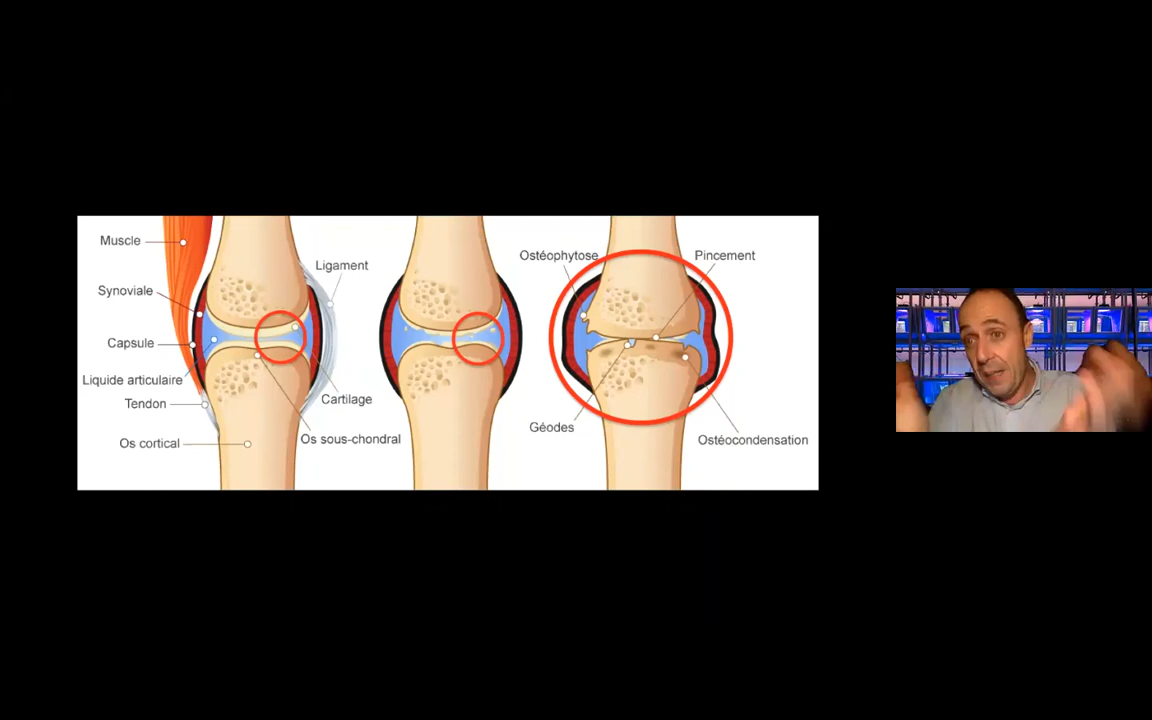 Muscle
Synoviale
Capsule
Liquide articulaire
Tendon
Os cortical
Ligament
Cartilage
Os sous-chondral
Ostéophytose
Pincement
Géodes
Ostéocondensation